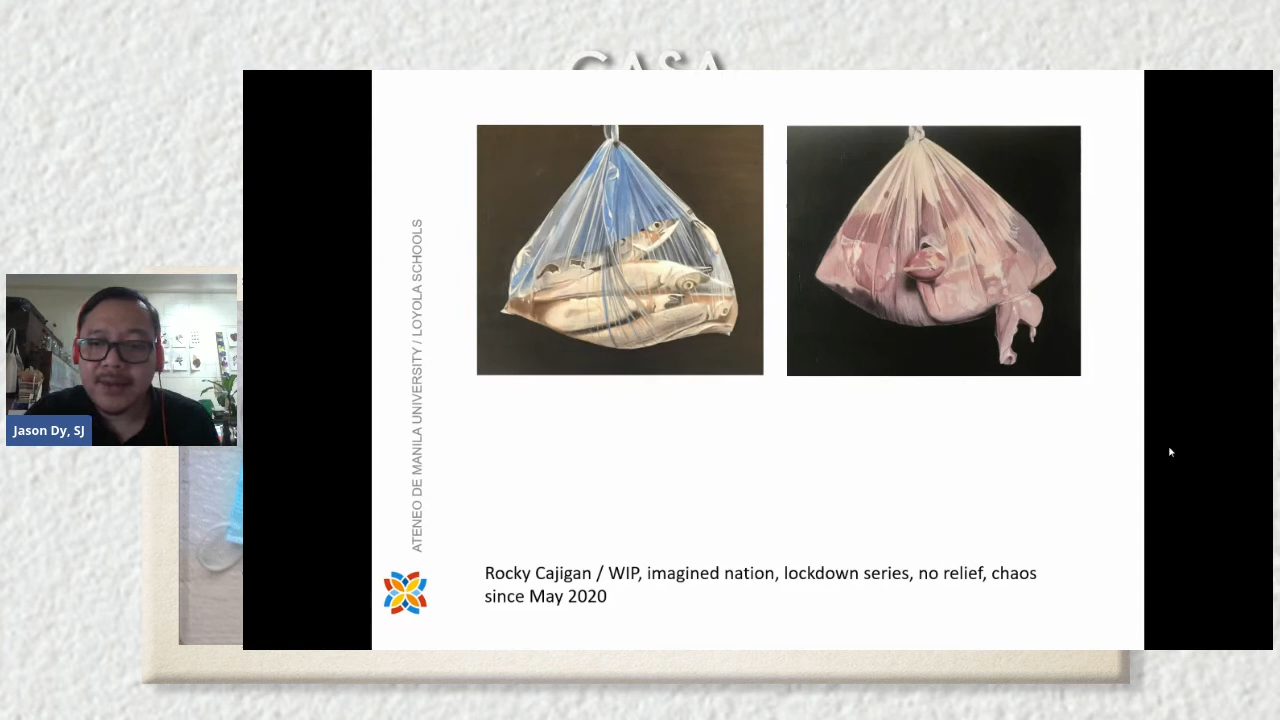 CASA
ATENEO DE MANILA UNIVERSITY / LOYOLA SCHOOLS
Jason Dy, SJ
Rocky Cajigan / WIP, imagined nation, lockdown series, no relief, chaos
since May 2020